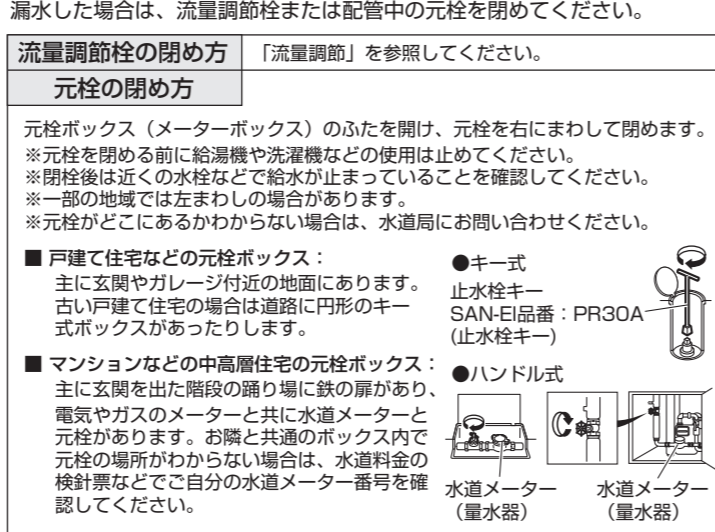 漏水した場合は、流量調節栓または配管中の元栓を閉めてください。
流量調節栓の閉め方
「流量調節」を参照してください。
元栓の閉め方
元栓ボックス（メーターボックス）のふたを開け、元栓を右にまわして閉めます。
※元栓を閉める前に給湯機や洗濯機などの使用は止めてください。
※閉栓後は近くの水栓などで給水が止まっていることを確認してください。
※一部の地域では左まわしの場合があります。
※元栓がどこにあるかわからない場合は、水道局にお問い合わせください。
■ 戸建て住宅などの元栓ボックス：
主に玄関やガレージ付近の地面にあります。
古い戸建て住宅の場合は道路に円形のキー
式ボックスがあったりします。
■ マンションなどの中高層住宅の元栓ボックス：
主に玄関を出た階段の踊り場に鉄の扉があり、
電気やガスのメーターと共に水道メーターと
元栓があります。お隣と共通のボックス内で
元栓の場所がわからない場合は、水道料金の
検針票などでご自分の水道メーター番号を確
認してください。
●キー式
止水栓キー
SAN-EI品番：PR30A
(止水栓キー)
●ハンドル式
水道メーター
（量水器）
水道メーター
（量水器）